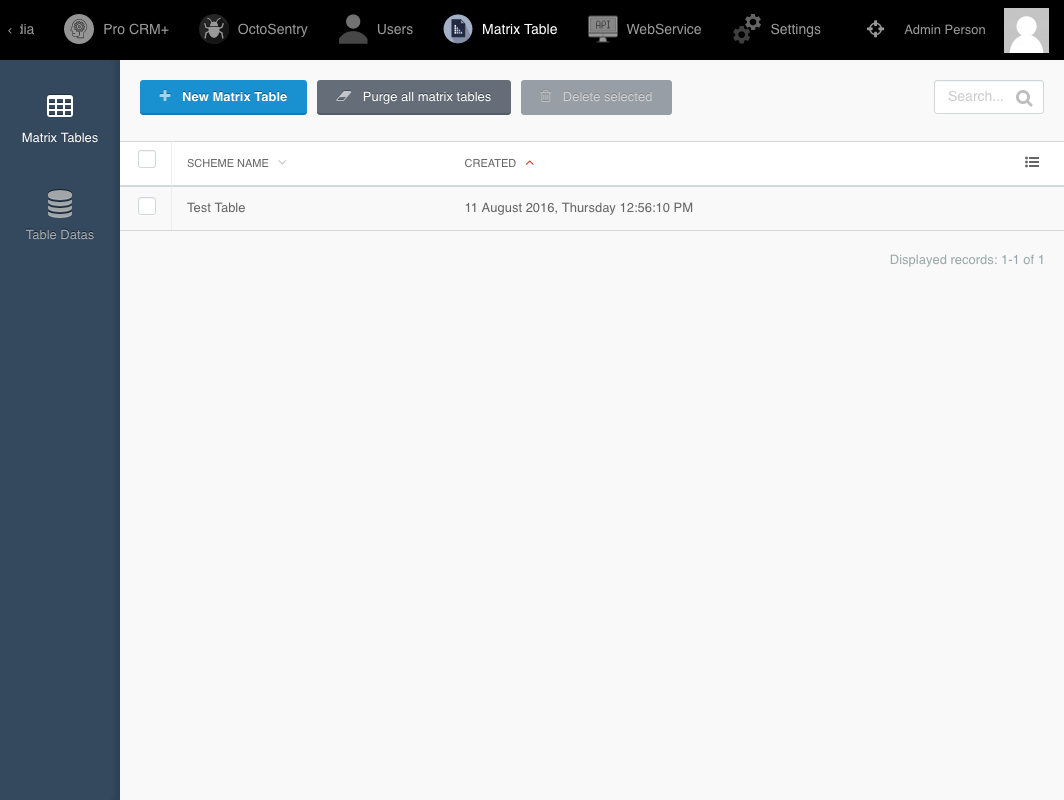 ‹ dia Pro CRM+ OctoSentry Users Matrix Table API WebService Settings Admin Person
Matrix Tables
Table Datas
+ New Matrix Table Purge all matrix tables Delete selected Search...
SCHEME NAME CREATED
Test Table 11 August 2016, Thursday 12:56:10 PM
Displayed records: 1-1 of 1